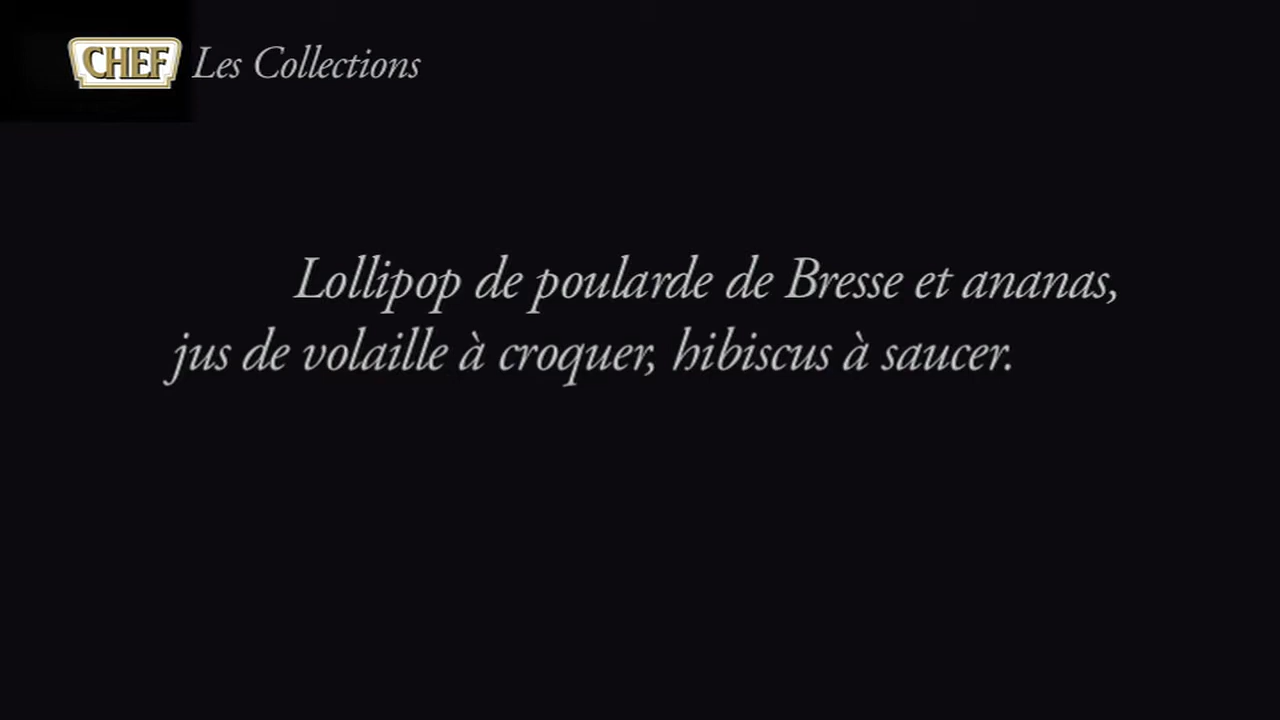 CHEF Les Collections
Lollipop de poularde de Bresse et ananas,
jus de volaille à croquer, hibiscus à saucer.